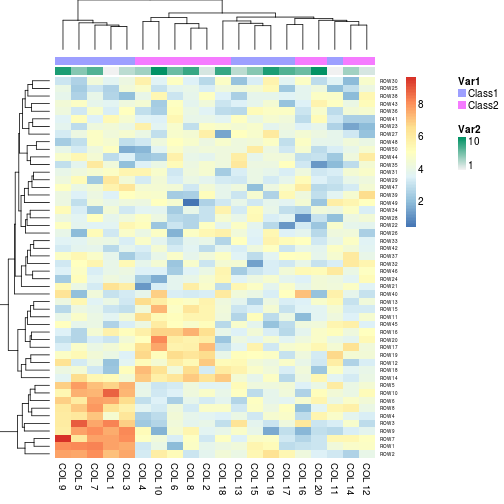 Var1
Class1
Class2
Var2
10
1
8
6
4
2
ROW30
ROW25
ROW38
ROW43
ROW36
ROW41
ROW23
ROW27
ROW48
ROW50
ROW44
ROW35
ROW31
ROW29
ROW47
ROW39
ROW49
ROW34
ROW28
ROW22
ROW26
ROW33
ROW42
ROW37
ROW32
ROW46
ROW24
ROW21
ROW40
ROW13
ROW15
ROW11
ROW45
ROW16
ROW20
ROW17
ROW19
ROW12
ROW18
ROW14
ROW5
ROW10
ROW6
ROW8
ROW4
ROW3
ROW9
ROW7
ROW1
ROW2
COL 9
COL 5
COL 7
COL 1
COL 3
COL 4
COL 10
COL 6
COL 8
COL 2
COL 18
COL 13
COL 15
COL 19
COL 17
COL 16
COL 20
COL 11
COL 14
COL 12